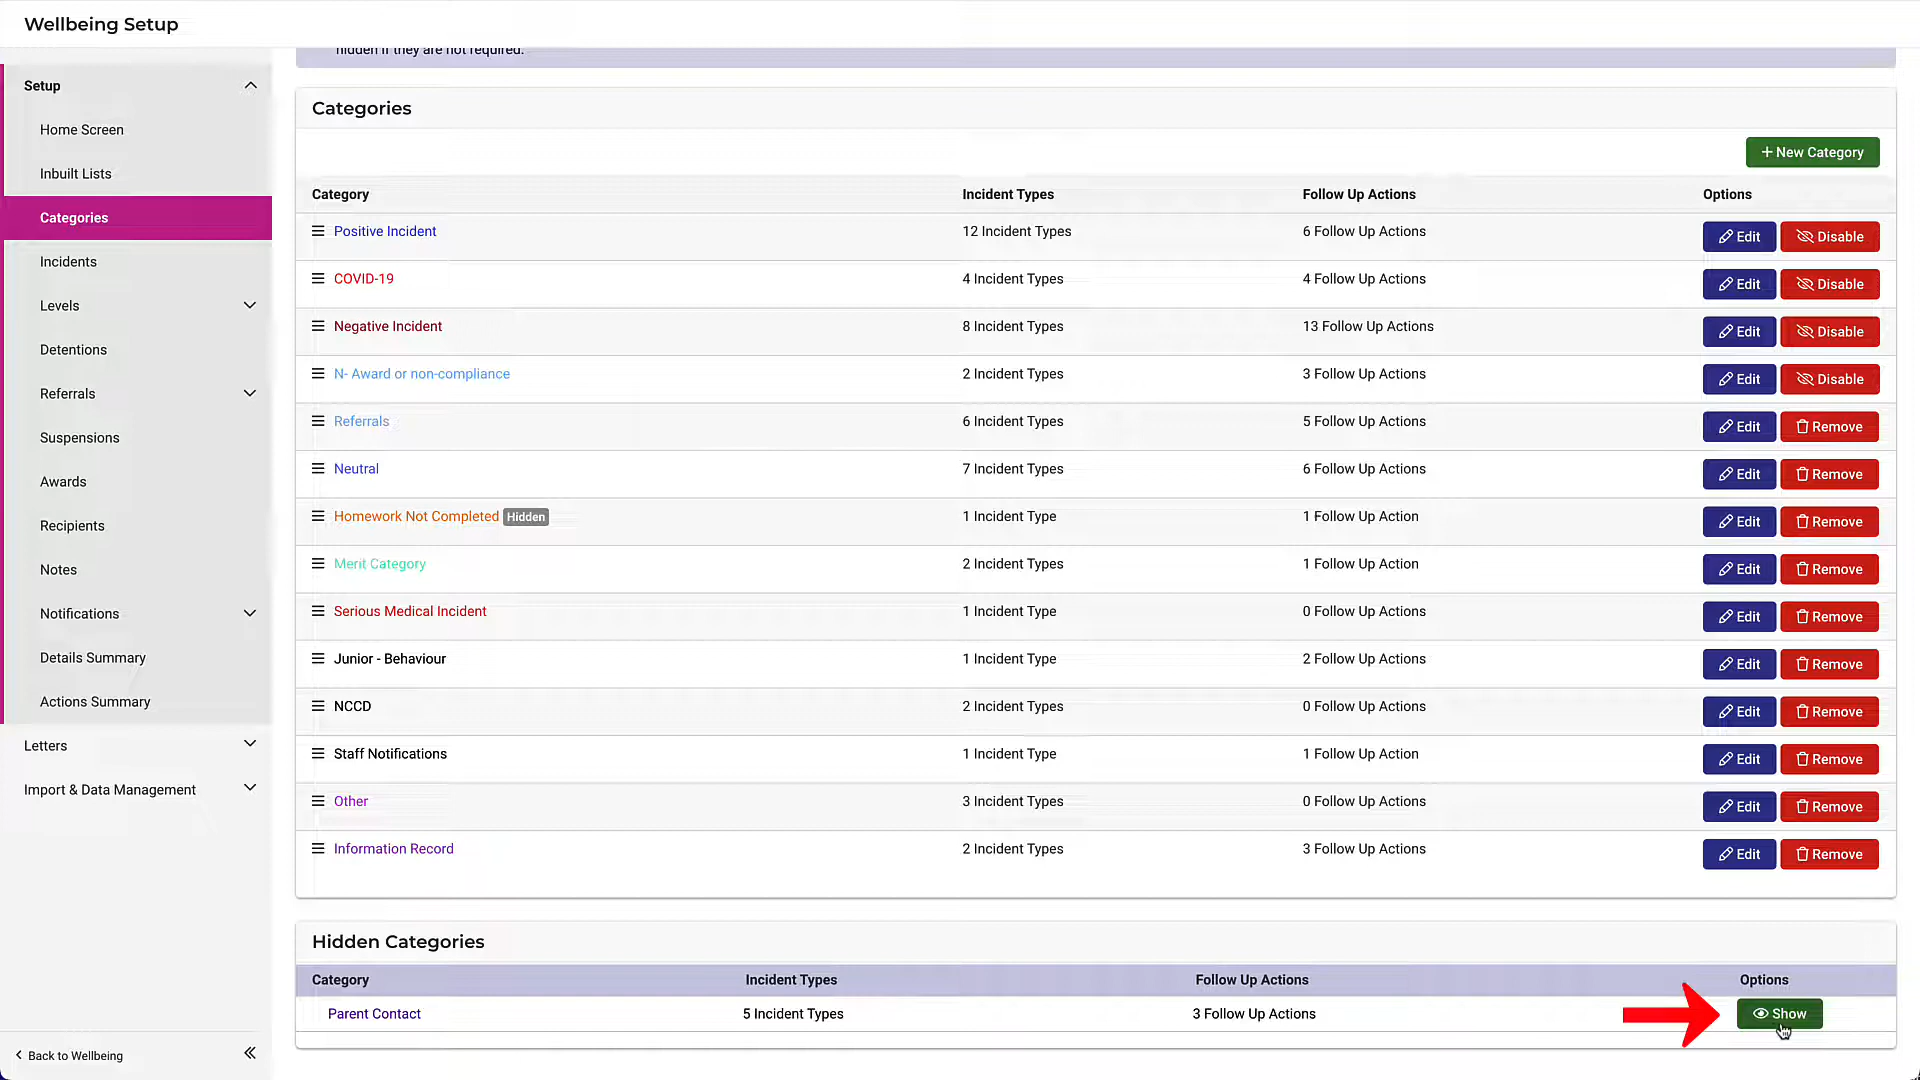 Wellbeing Setup
hidden if they are not required.
Setup
Home Screen
Inbuilt Lists
Categories
Incidents
Levels
Detentions
Referrals
Suspensions
Awards
Recipients
Notes
Notifications
Details Summary
Actions Summary
Letters
Import & Data Management
Back to Wellbeing
Categories
+ New Category
Category Incident Types Follow Up Actions Options
Positive Incident 12 Incident Types 6 Follow Up Actions Edit Disable
COVID-19 4 Incident Types 4 Follow Up Actions Edit Disable
Negative Incident 8 Incident Types 13 Follow Up Actions Edit Disable
N- Award or non-compliance 2 Incident Types 3 Follow Up Actions Edit Disable
Referrals 6 Incident Types 5 Follow Up Actions Edit Remove
Neutral 7 Incident Types 6 Follow Up Actions Edit Remove
Homework Not Completed Hidden 1 Incident Type 1 Follow Up Action Edit Remove
Merit Category 2 Incident Types 1 Follow Up Action Edit Remove
Serious Medical Incident 1 Incident Type 0 Follow Up Actions Edit Remove
Junior - Behaviour 1 Incident Type 2 Follow Up Actions Edit Remove
NCCD 2 Incident Types 0 Follow Up Actions Edit Remove
Staff Notifications 1 Incident Type 1 Follow Up Action Edit Remove
Other 3 Incident Types 0 Follow Up Actions Edit Remove
Information Record 2 Incident Types 3 Follow Up Actions Edit Remove
Hidden Categories
Category Incident Types Follow Up Actions Options
Parent Contact 5 Incident Types 3 Follow Up Actions Show